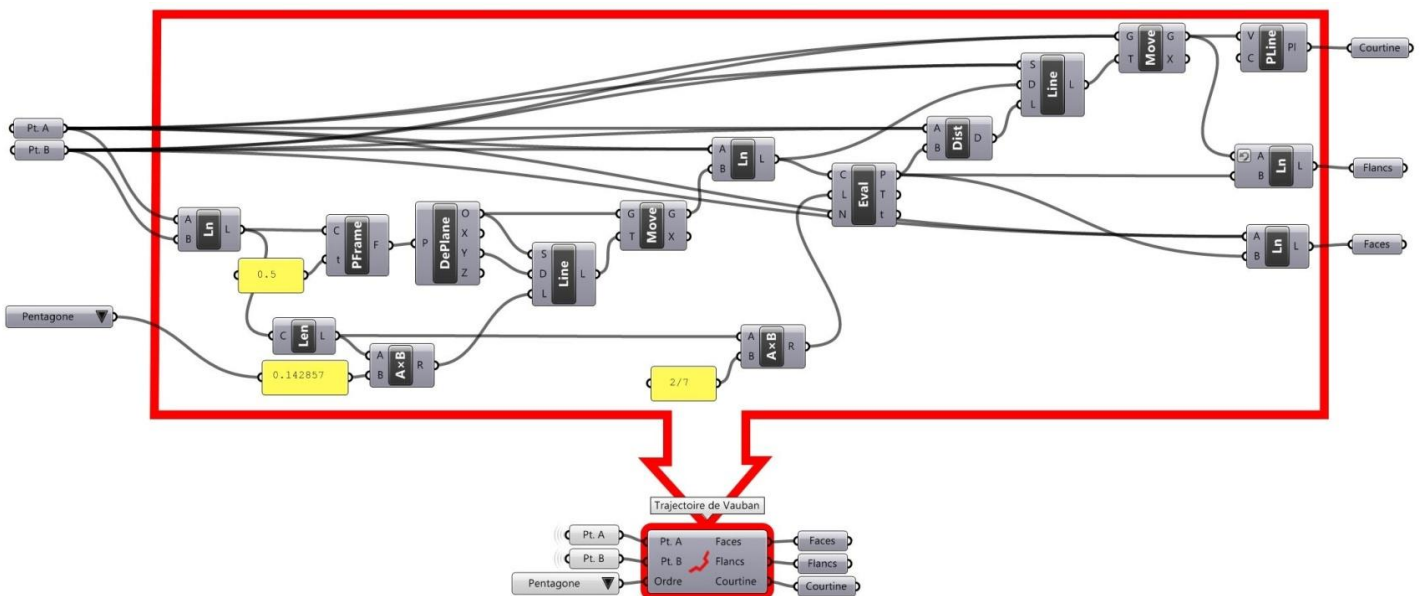 G G V
T X C
Move
PLine
Pl
Courtine
S
D
L
Line
L
Pt. A
Pt. B
A
B
Dist
D
A
B
Ln
L
A
B
Ln
L
Flancs
C P
L T
N t
Eval
A
B
Ln
L
C
t
PFrame
F
P
DePlane
O
X
Y
Z
G G
T X
Move
S
D
L
Line
L
A
B
Ln
L
Faces
0.5
Pentagone
C
Len
L
A
B
A×B
R
A
B
A×B
R
0.142857
2/7
Trajectoire de Vauban
Pt. A
Pt. A Faces
Faces
Pt. B
Pt. B Flancs
Flancs
Pentagone
Ordre Courtine
Courtine